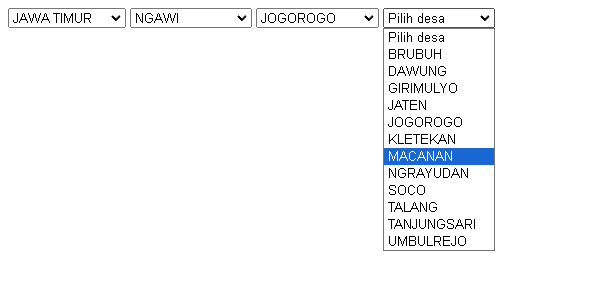 JAWA TIMUR NGAWI JOGOROGO Pilih desa
Pilih desa
BRUBUH
DAWUNG
GIRIMULYO
JATEN
JOGOROGO
KLETEKAN
MACANAN
NGRAYUDAN
SOCO
TALANG
TANJUNGSARI
UMBULREJO